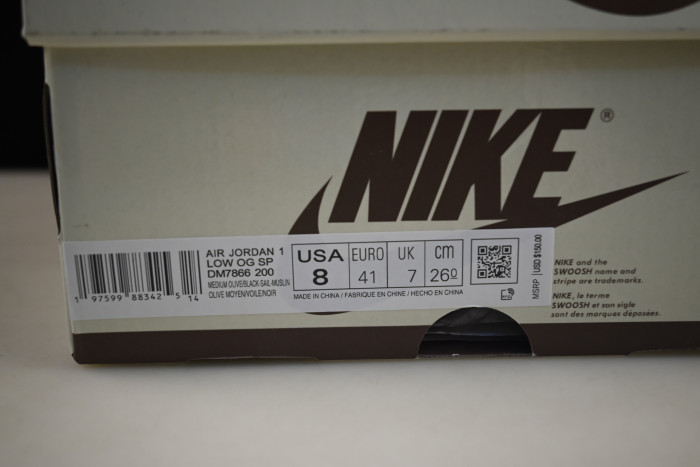 NIKE®
AIR JORDAN 1
LOW OG SP
DM7866 200
MEDIUM OLIVE/BLACK-SAIL-MUSLIN
OLIVE MOYEN/VOILE/NOIR
1 97599 88342 5 14
USA
8
EURO
41
UK
7
cm
26⁰
MADE IN CHINA / FABRIQUE EN CHINE / HECHO EN CHINA
MSRP USD $150.00
NIKE and the
SWOOSH name and
stripe are trademarks.
NIKE, le terme
SWOOSH et son sigle
sont des marques déposées.